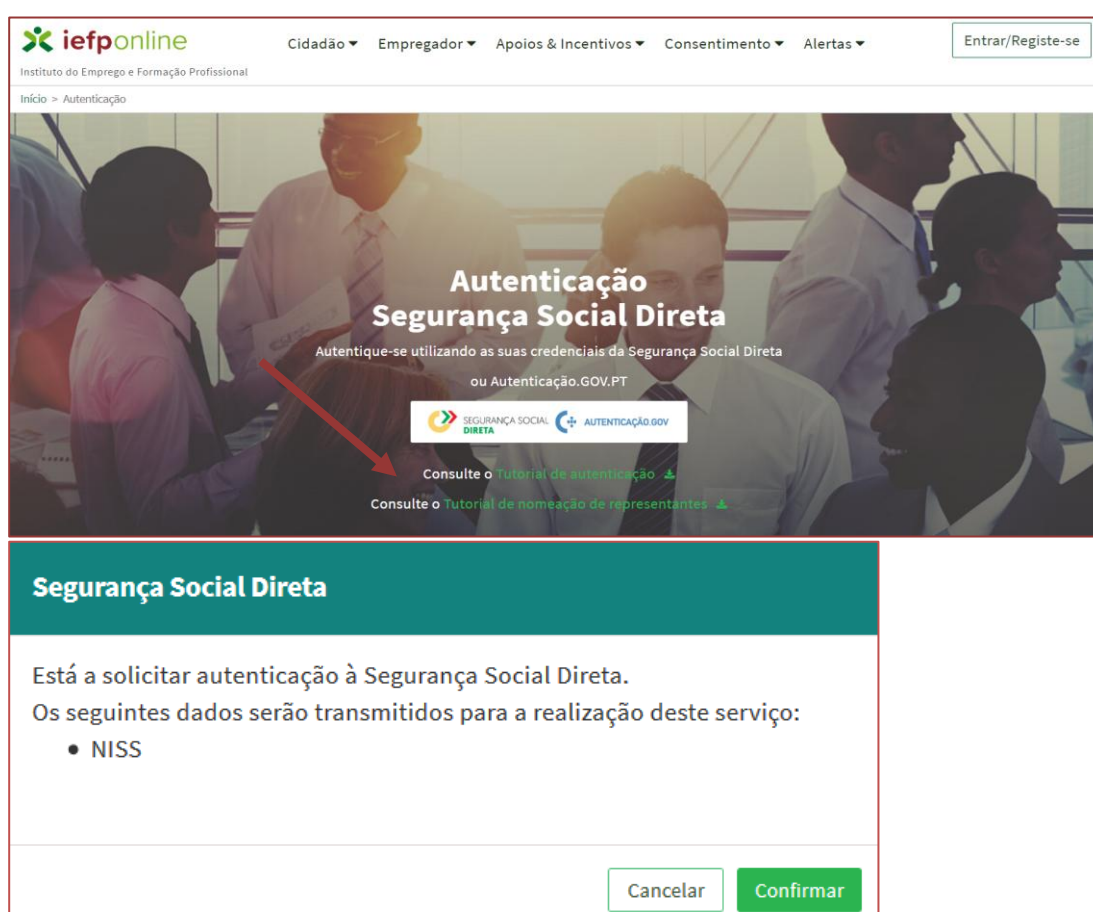 iefponline
Cidadão Empregador Apoios & Incentivos Consentimento Alertas
Entrar/Registe-se
Instituto do Emprego e Formação Profissional
Início > Autenticação
Autenticação
Segurança Social Direta
Autentique-se utilizando as suas credenciais da Segurança Social Direta
ou Autenticação.GOV.PT
SEGURANÇA SOCIAL
DIRETA
AUTENTICAÇÃO.GOV
Consulte o Tutorial de autenticação
Consulte o Tutorial de nomeação de representantes
Segurança Social Direta
Está a solicitar autenticação à Segurança Social Direta.
Os seguintes dados serão transmitidos para a realização deste serviço:
• NISS
Cancelar
Confirmar